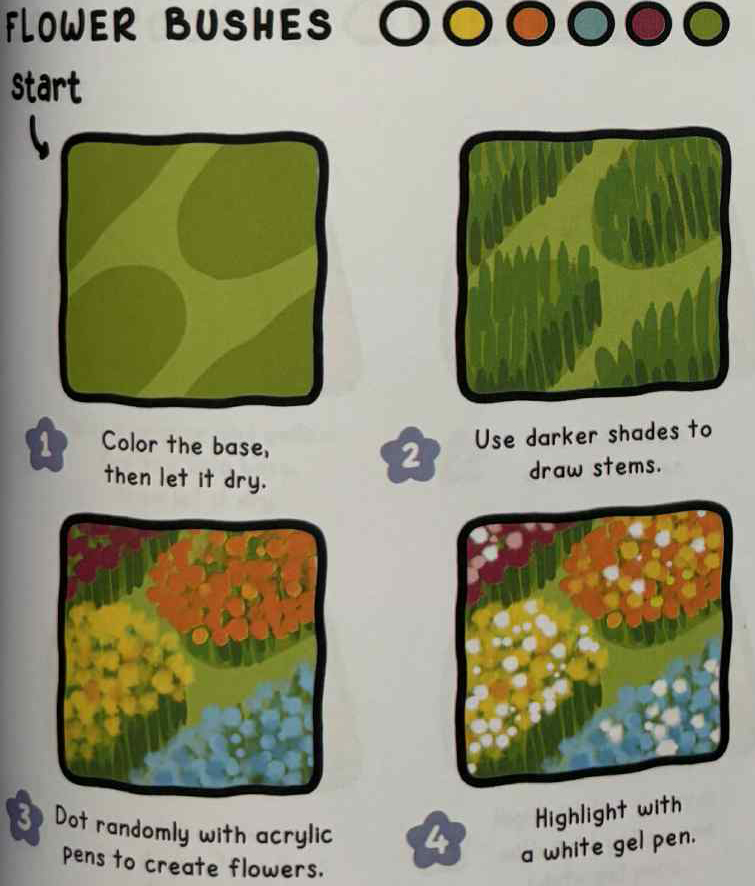 FLOWER BUSHES
start
1
Color the base,
then let it dry.
2
Use darker shades to
draw stems.
3
Dot randomly with acrylic
pens to create flowers.
4
Highlight with
a white gel pen.